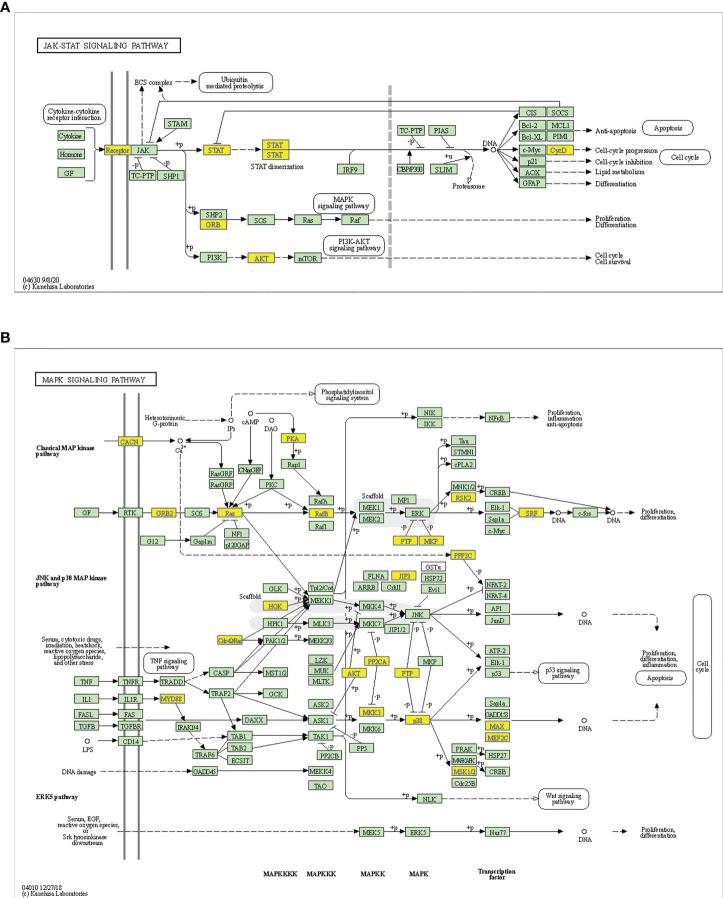 A
JAK-STAT SIGNALING PATHWAY
ECS complex
Ubiquitin
mediated proteolysis
Cytokine-cytokine
receptor interaction
STAM
CIS SOCS
Bcl-2 MCL1
Anti-apoptosis
Apoptosis
Cytokine
Hormone
GF
Receptor
JAK
+p
STAT
STAT
STAT
STAT dimerization
TC-PTP PIAS
DNA
Bcl-XL PIM1
c-Myc CycD
Cell-cycle progression
p21
Cell-cycle inhibition
Cell cycle
AOX
Lipid metabolism
GFAP
Differentiation
-p
-p
TC-PTP SHP1
IRF9
CBP/P300
SLIM
+u
Proteasome
MAPK
signaling pathway
+p
SHP2
GRB
SOS
Ras
Raf
Proliferation
Differentiation
PI3K-AKT
signaling pathway
+p
PI3K
AKT
mTOR
Cell cycle
Cell survival
04630 9/8/20
(c) Kanehisa Laboratories
B
MAPK SIGNALING PATHWAY
Phosphatidylinositol
signaling system
Heterotrimeric
G-protein
IP3
cAMP
DAG
NIK
IKK
NFκB
Proliferation,
inflammation
anti-apoptosis
Classical MAP kinase
pathway
CACN
Ca2+
PKA
Rap1
RasGRF
RasGRP
CNasGEF
PKC
RafA
RafB
Raf1
Scaffold
MP1
MEK1
MEK2
ERK
Tau
STMN1
cPLA2
MNK1/2
RSK2
CREB
Elk-1
Sap1a
c-Myc
SRF
DNA
c-fos
DNA
Proliferation,
differentiation
GF
RTK
GRB2
SOS
Ras
G12
Gap1m
NF1
p120GAP
PTP MKP
PPP3C
JNK and p38 MAP kinase
pathway
Scaffold
GLK
HGK
HPK1
Tpl2/Cot
MEKK1
MLK3
FLNA
JIP3
ARRB
CrkII
GSTπ
HSP72
Evi1
MKK4
MKK7
JIP1/2
JNK
NFAT-2
NFAT-4
AP1
JunD
DNA
Cell
cycle
Serum, cytotoxic drugs,
irradiation, heatshock,
reactive oxygen species,
lipopolysaccharide,
and other stress
PAK1/2
MEKK2/3
TNF signaling
pathway
LZK
MUK
MLTK
AKT
PP2CA
PTP
MKP
ATF-2
Elk-1
p53
p53 signaling
pathway
Proliferation,
differentiation,
inflammation
Apoptosis
TNF
TNFR
TRADD
CASP
MST1/2
IL1
IL1R
MYD88
TRAF2
GCK
FASL
FAS
IRAK1/4
DAXX
ASK2
ASK1
MKK3
MKK6
p38
Sap1a
GADD153
MAX
MEF2C
DNA
TGFB
TGFBR
LPS
CD14
TRAF6
TAB1
TAB2
ECSIT
TAK1
PP2CB
PP5
PRAK
MSK1/2
Cdc25B
HSP27
CREB
DNA damage
GADD45
MEKK4
TAO
ERK5 pathway
NLK
Wnt signaling
pathway
Serum, EGF,
reactive oxygen species,
or
Src tyrosine kinase
downstream
MEK5
ERK5
Nur77
DNA
Proliferation,
differentiation
MAPKKKK
MAPKKK
MAPKK
MAPK
Transcription
factor
04010 12/27/18
(c) Kanehisa Laboratories